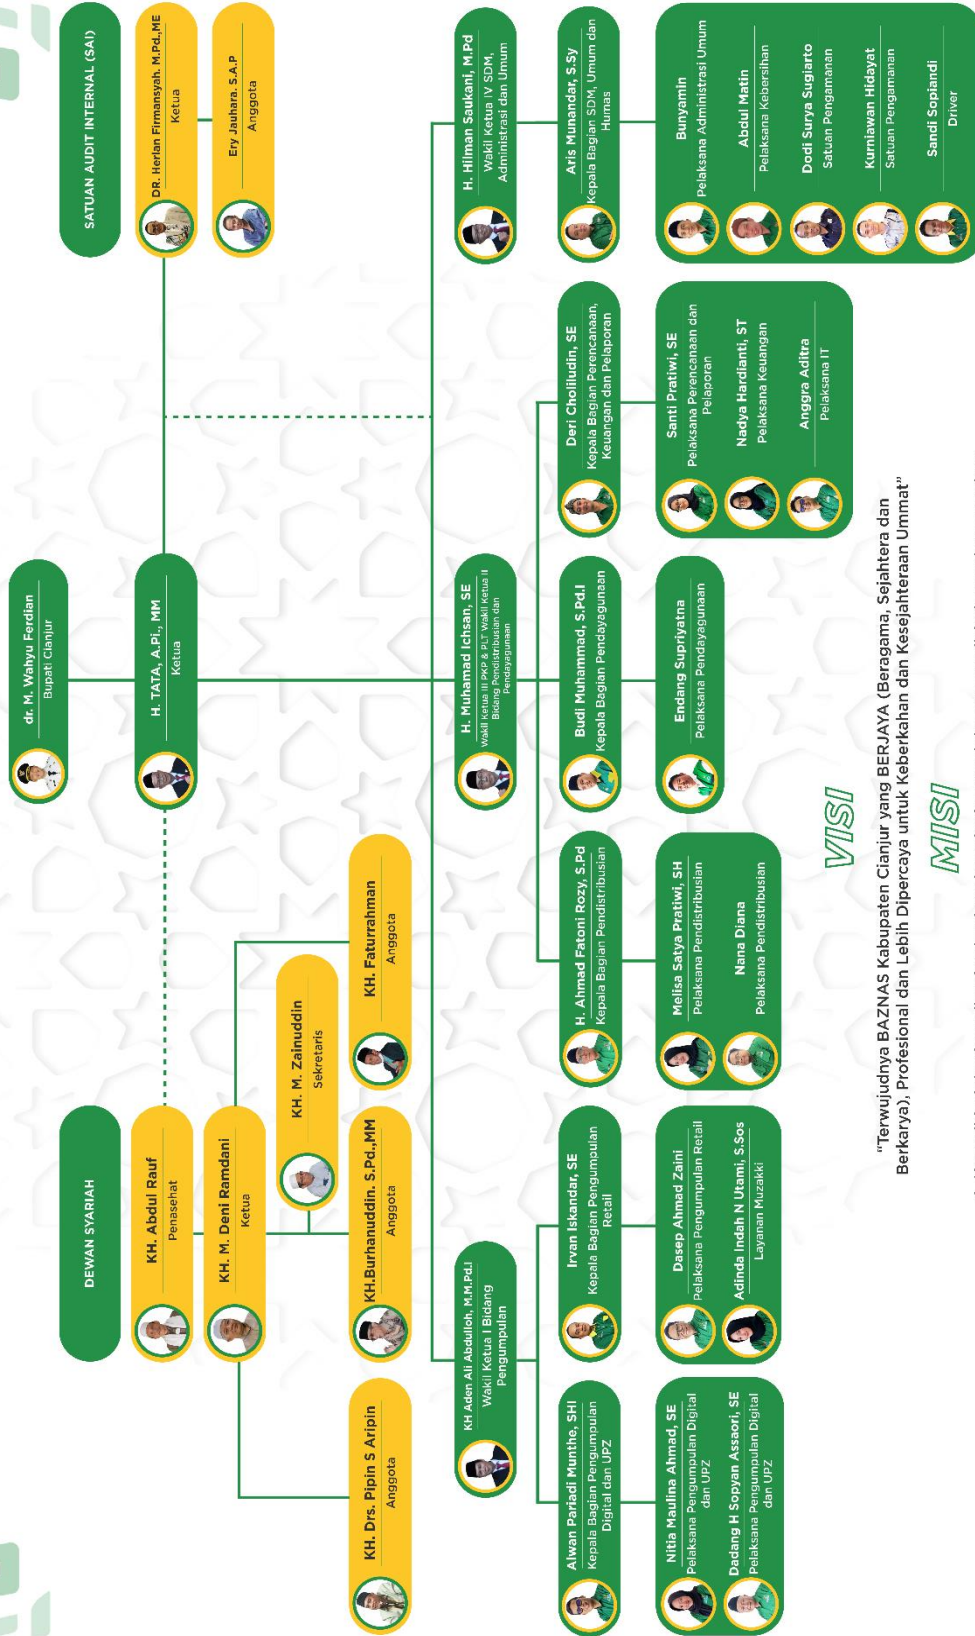 dr. M. Wahyu Ferdian
Bupati Cianjur
H. TATA, A.Pi., MM
Ketua
DEWAN SYARIAH
KH. Abdul Rauf
Penasehat
KH. M. Deni Ramdani
Ketua
KH. M. Zainuddin
Sekretaris
KH. Drs. Pipin S Aripin
Anggota
KH.Burhanuddin. S.Pd.,MM
Anggota
KH. Faturrahman
Anggota
SATUAN AUDIT INTERNAL (SAI)
DR. Herlan Firmansyah. M.Pd.,ME
Ketua
Ery Jauhara. S.A.P
Anggota
KH Aden Ali Abdulloh, M.M.Pd.I
Wakil Ketua I Bidang
Pengumpulan
H. Muhamad Ichsan, SE
Wakil Ketua III PKP & PLT Wakil Ketua II
Bidang Pendistribusian dan
Pendayagunaan
H. Hilman Saukani, M.Pd
Wakil Ketua IV SDM,
Administrasi dan Umum
Alwan Pariadi Munthe, SHI
Kepala Bagian Pengumpulan
Digital dan UPZ
Irvan Iskandar, SE
Kepala Bagian Pengumpulan
Retail
H. Ahmad Fatoni Rozy, S.Pd
Kepala Bagian Pendistribusian
Budi Muhammad, S.Pd.I
Kepala Bagian Pendayagunaan
Deri Choliludin, SE
Kepala Bagian Perencanaan,
Keuangan dan Pelaporan
Aris Munandar, S.Sy
Kepala Bagian SDM, Umum dan
Humas
Nitia Maulina Ahmad, SE
Pelaksana Pengumpulan Digital
dan UPZ
Dadang H Sopyan Assaori, SE
Pelaksana Pengumpulan Digital
dan UPZ
Dasep Ahmad Zaini
Pelaksana Pengumpulan Retail
Adinda Indah N Utami, S.Sos
Layanan Muzakki
Melisa Satya Pratiwi, SH
Pelaksana Pendistribusian
Nana Diana
Pelaksana Pendistribusian
Endang Supriyatna
Pelaksana Pendayagunaan
Santi Pratiwi, SE
Pelaksana Perencanaan dan
Pelaporan
Nadya Hardianti, ST
Pelaksana Keuangan
Anggra Aditra
Pelaksana IT
Bunyamin
Pelaksana Administrasi Umum
Abdul Matin
Pelaksana Kebersihan
Dodi Surya Sugiarto
Satuan Pengamanan
Kurniawan Hidayat
Satuan Pengamanan
Sandi Sopiandi
Driver
VISI
"Terwujudnya BAZNAS Kabupaten Cianjur yang BERJAYA (Beragama, Sejahtera dan
Berkarya), Profesional dan Lebih Dipercaya untuk Keberkahan dan Kesejahteraan Ummat"
MISI